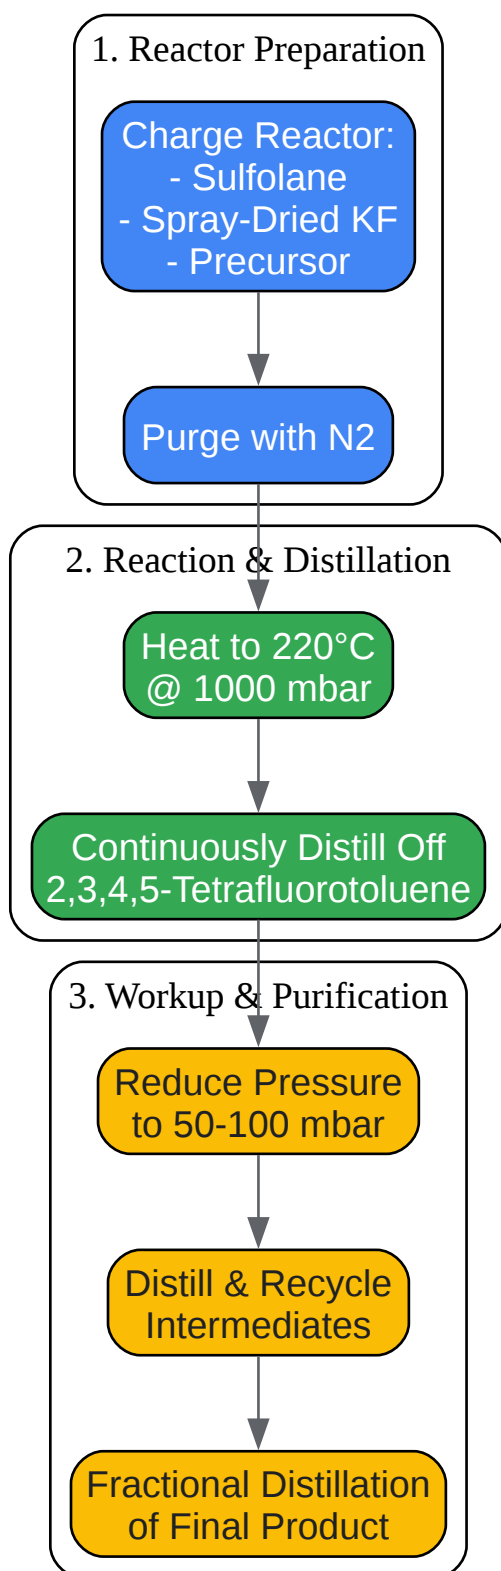 1. Reactor Preparation
Charge Reactor:
- Sulfolane
- Spray-Dried KF
- Precursor
Purge with N2
2. Reaction & Distillation
Heat to 220°C
@ 1000 mbar
Continuously Distill Off
2,3,4,5-Tetrafluorotoluene
3. Workup & Purification
Reduce Pressure
to 50-100 mbar
Distill & Recycle
Intermediates
Fractional Distillation
of Final Product